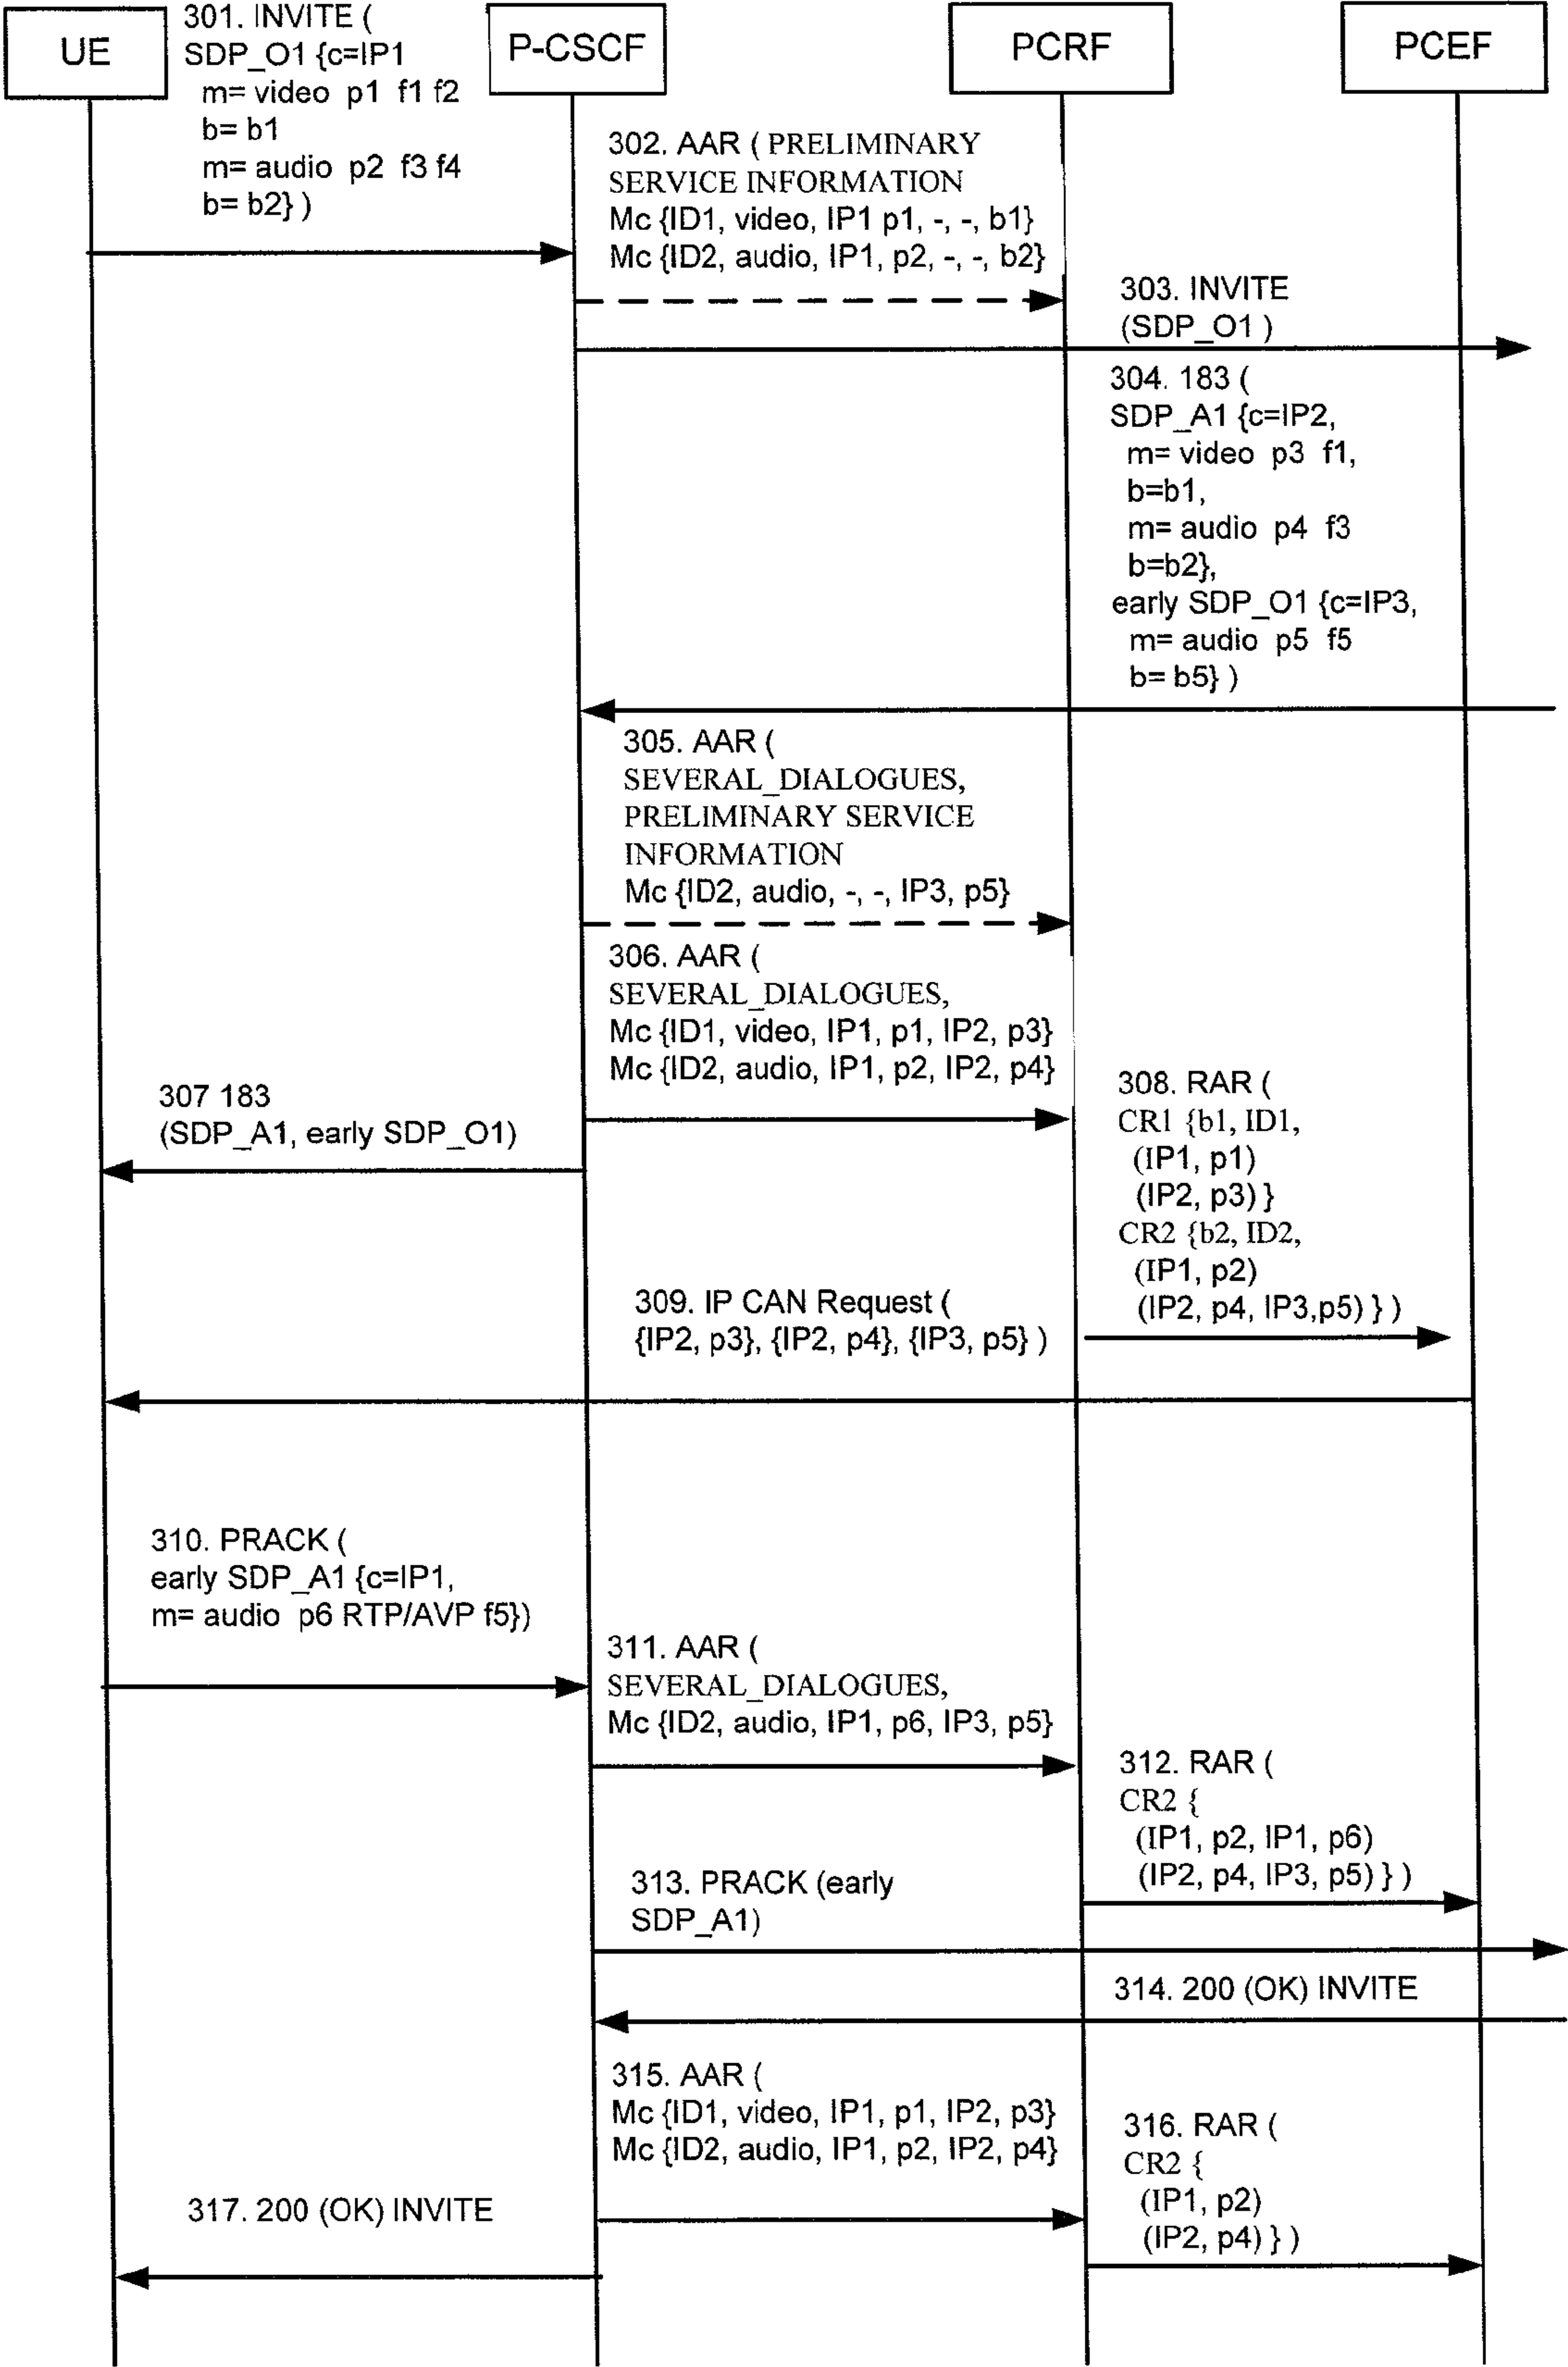 UE
P-CSCF
PCRF
PCEF
301. INVITE (
SDP_O1 {c=IP1
m= video p1 f1 f2
b= b1
m= audio p2 f3 f4
b= b2} )
302. AAR ( PRELIMINARY
SERVICE INFORMATION
Mc {ID1, video, IP1 p1, -, -, b1}
Mc {ID2, audio, IP1, p2, -, -, b2}
303. INVITE
(SDP_O1 )
304. 183 (
SDP_A1 {c=IP2,
m= video p3 f1,
b=b1,
m= audio p4 f3
b=b2},
early SDP_O1 {c=IP3,
m= audio p5 f5
b= b5} )
305. AAR (
SEVERAL_DIALOGUES,
PRELIMINARY SERVICE
INFORMATION
Mc {ID2, audio, -, -, IP3, p5}
306. AAR (
SEVERAL_DIALOGUES,
Mc {ID1, video, IP1, p1, IP2, p3}
Mc {ID2, audio, IP1, p2, IP2, p4}
307 183
(SDP_A1, early SDP_O1)
308. RAR (
CR1 {b1, ID1,
(IP1, p1)
(IP2, p3) }
CR2 {b2, ID2,
(IP1, p2)
(IP2, p4, IP3,p5) } )
309. IP CAN Request (
{IP2, p3}, {IP2, p4}, {IP3, p5} )
310. PRACK (
early SDP_A1 {c=IP1,
m= audio p6 RTP/AVP f5})
311. AAR (
SEVERAL_DIALOGUES,
Mc {ID2, audio, IP1, p6, IP3, p5}
312. RAR (
CR2 {
(IP1, p2, IP1, p6)
(IP2, p4, IP3, p5) } )
313. PRACK (early
SDP_A1)
314. 200 (OK) INVITE
315. AAR (
Mc {ID1, video, IP1, p1, IP2, p3}
Mc {ID2, audio, IP1, p2, IP2, p4}
316. RAR (
CR2 {
(IP1, p2)
(IP2, p4) } )
317. 200 (OK) INVITE